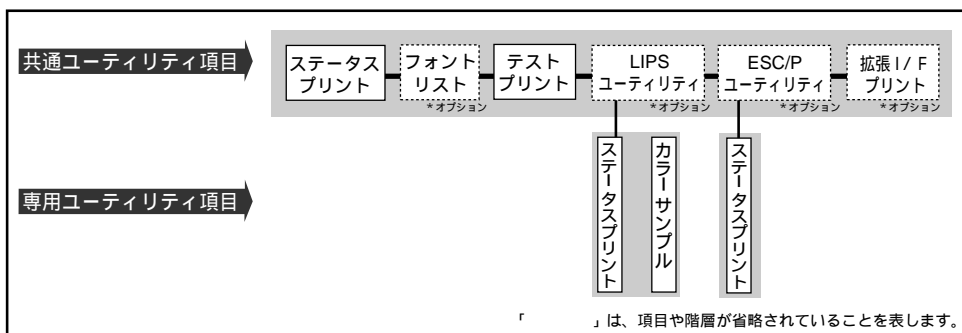 共通ユーティリティ項目
ステータス
プリント
フォント
リスト
*オプション
テスト
プリント
LIPS
ユーティリティ
*オプション
ESC/P
ユーティリティ
*オプション
拡張I/F
プリント
*オプション
専用ユーティリティ項目
ステータスプリント
カラーサンプル
ステータスプリント
「　　　」は、項目や階層が省略されていることを表します。